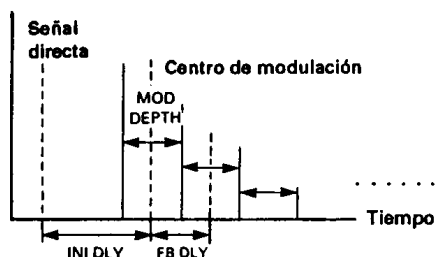 Señal
directa
Centro de modulación
MOD
DEPTH
Tiempo
INI DLY
FB DLY